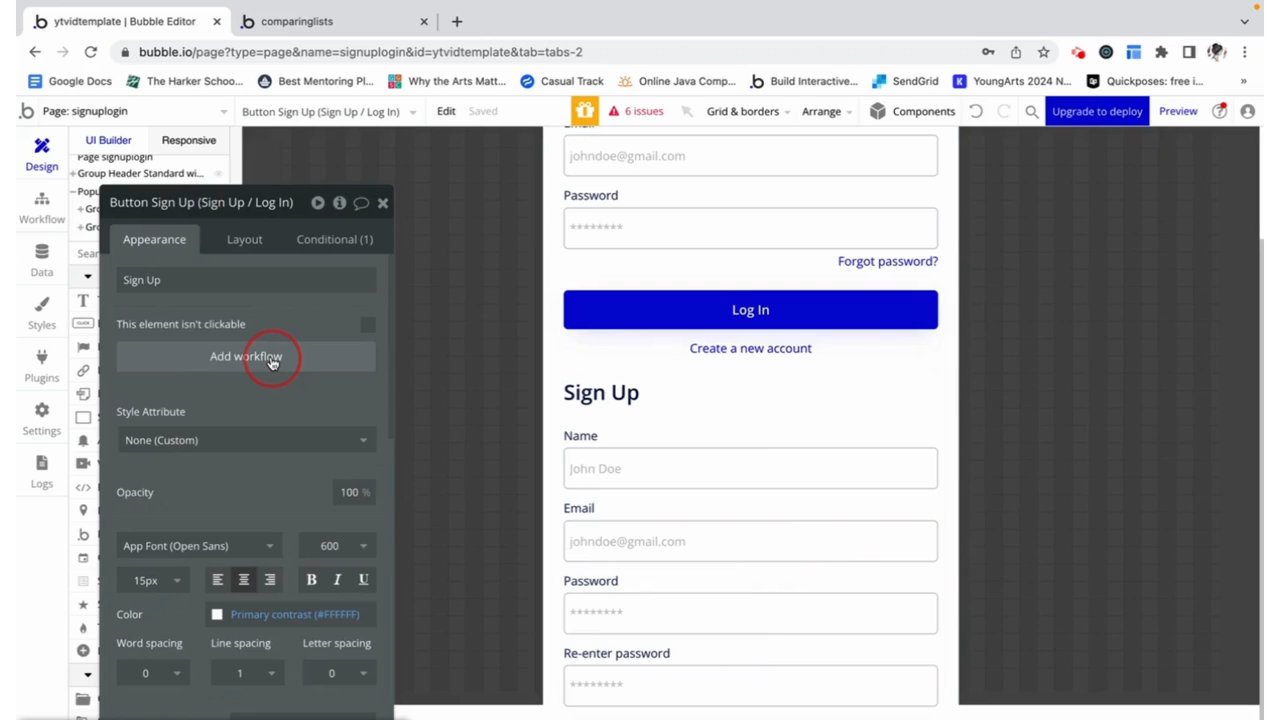 ytvidtemplate | Bubble Editor
comparinglists
bubble.io/page?type=page&name=signuplogin&id=ytvidtemplate&tab=tabs-2
Google Docs
The Harker Schoo...
Best Mentoring Pl...
Why the Arts Matt...
Casual Track
Online Java Comp...
Build Interactive...
SendGrid
YoungArts 2024 N...
Quickposes: free i...
»
Page: signuplogin
Button Sign Up (Sign Up / Log In)
Edit
Saved
6 issues
Grid & borders
Arrange
Components
Upgrade to deploy
Preview
UI Builder
Responsive
Design
Workflow
Data
Styles
Plugins
Settings
Logs
Page signuplogin
Group Header Standard wi...
Popu
Gro
Gro
Sear
Button Sign Up (Sign Up / Log In)
Appearance
Layout
Conditional (1)
Sign Up
This element isn't clickable
Add workflow
Style Attribute
None (Custom)
Opacity
100 %
App Font (Open Sans)
600
15px
B I U
Color
Primary contrast (#FFFFFF)
Word spacing
Line spacing
Letter spacing
0
1
0
johndoe@gmail.com
Password
********
Forgot password?
Log In
Create a new account
Sign Up
Name
John Doe
Email
johndoe@gmail.com
Password
********
Re-enter password
********